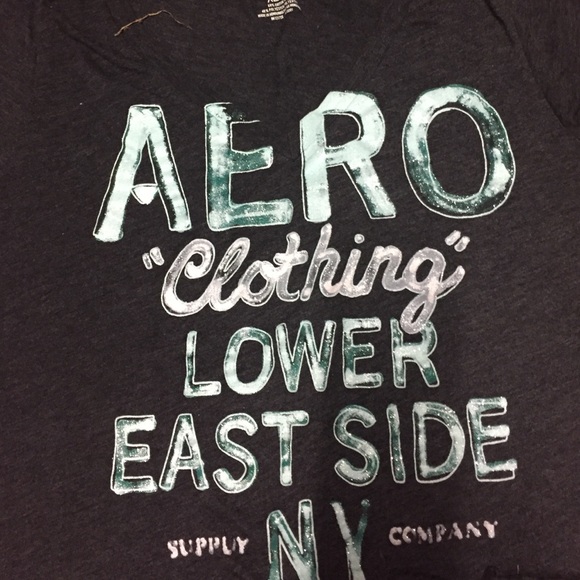 AERO
"Clothing"
LOWER
EAST SIDE
SUPPLY NY COMPANY